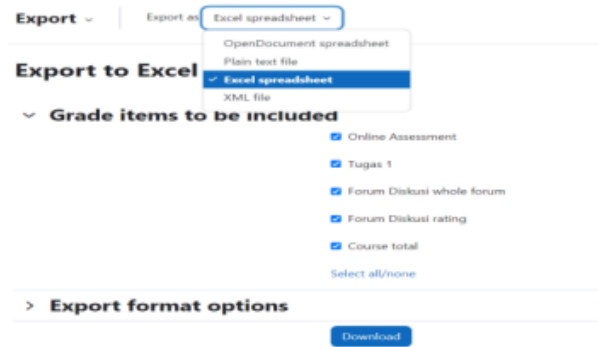 Export
Export as Excel spreadsheet
OpenDocument spreadsheet
Plain text file
Export to Excel
Excel spreadsheet
XML file
Grade items to be included
Online Assessment
Tugas 1
Forum Diskusi whole forum
Forum Diskusi rating
Course total
Select all/none
Export format options
Download